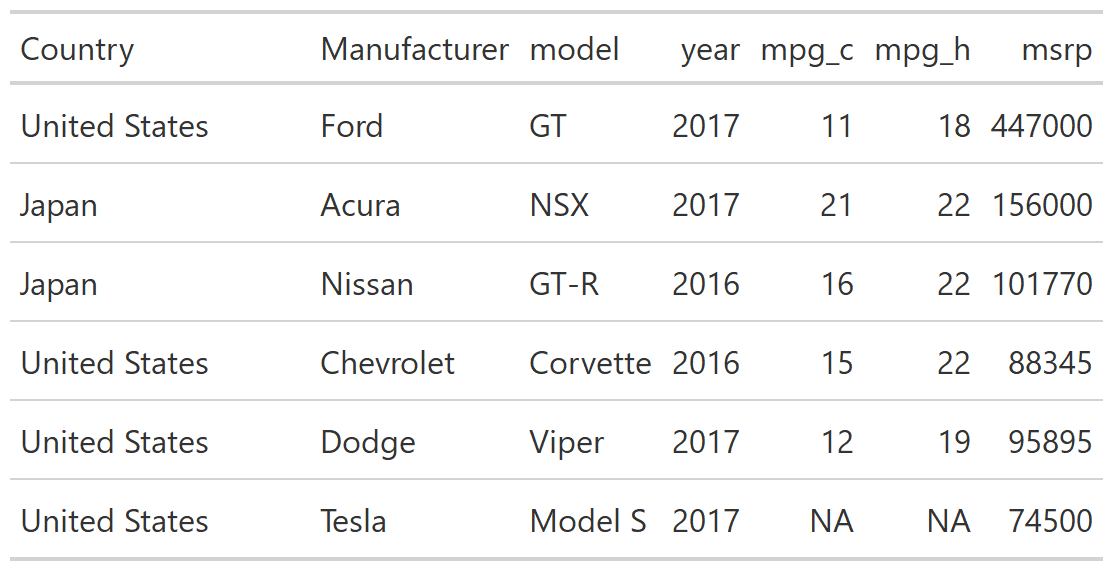 Country Manufacturer model year mpg_c mpg_h msrp
United States Ford GT 2017 11 18 447000
Japan Acura NSX 2017 21 22 156000
Japan Nissan GT-R 2016 16 22 101770
United States Chevrolet Corvette 2016 15 22 88345
United States Dodge Viper 2017 12 19 95895
United States Tesla Model S 2017 NA NA 74500